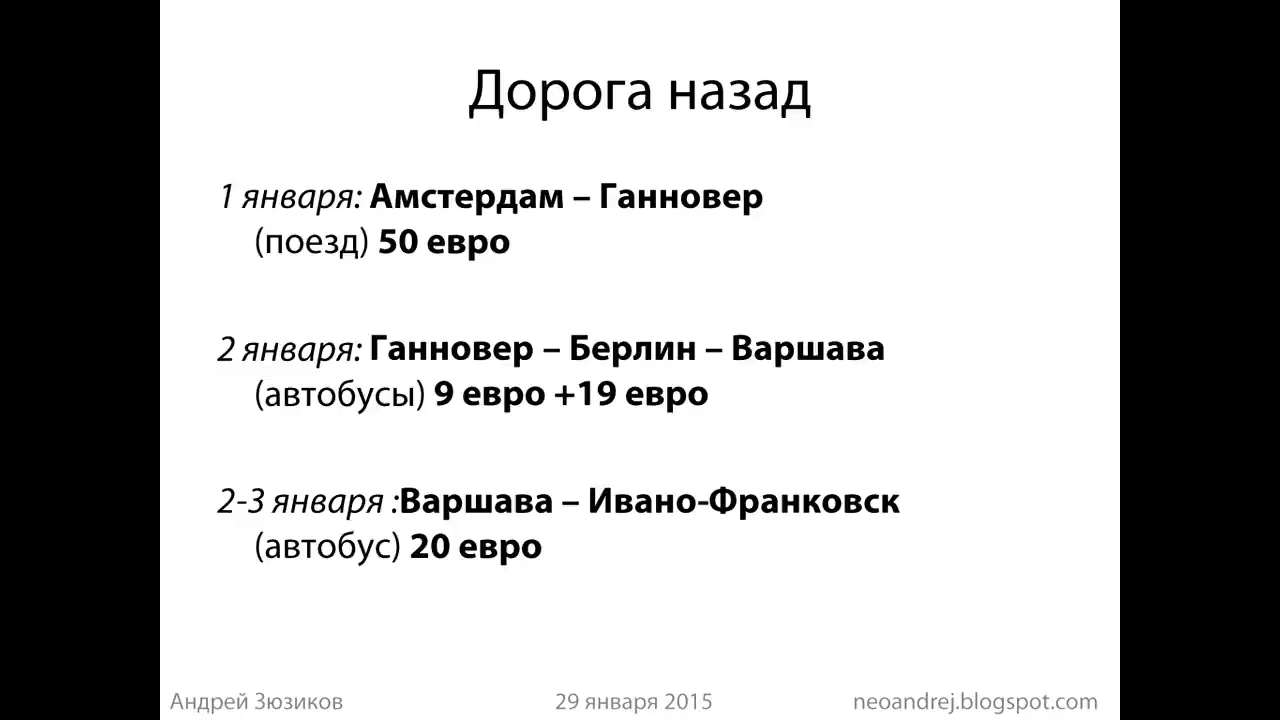 Дорога назад
1 января: Амстердам – Ганновер
(поезд) 50 евро
2 января: Ганновер – Берлин – Варшава
(автобусы) 9 евро +19 евро
2-3 января :Варшава – Ивано-Франковск
(автобус) 20 евро
Андрей Зюзиков 29 января 2015 neoandrej.blogspot.com